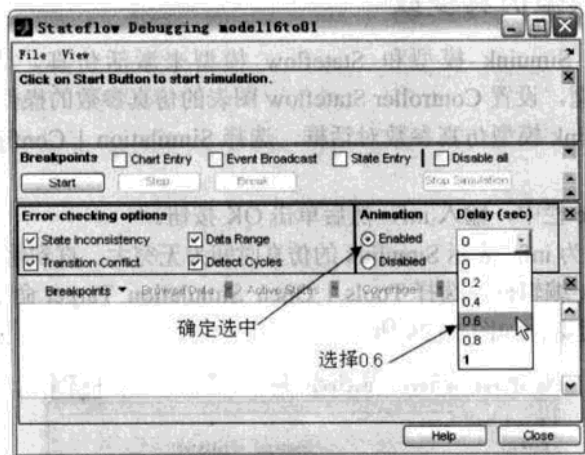 Stateflow Debugging model16to01
File View
Click on Start Button to start simulation.
Breakpoints Chart Entry Event Broadcast State Entry Disable all
Start Step Break Stop Simulation
Error checking options Animation Delay (sec)
State Inconsistency Data Range Enabled 0
Transition Conflict Detect Cycles Disabled 0
0.2
Breakpoints Browse Data Active States Coverage 0.4
确定选中 0.6
选择0.6 0.8
1
Help Close